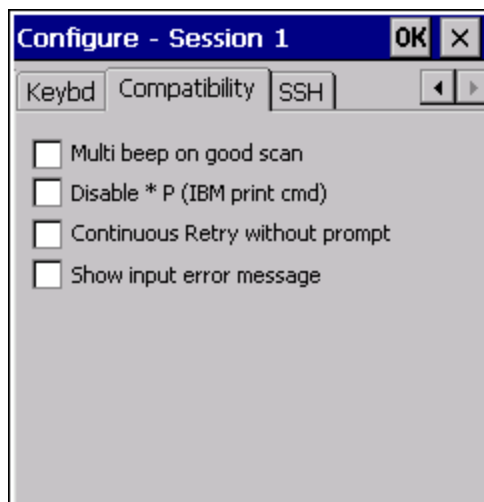 Configure - Session 1 OK ×
Keybd Compatibility SSH
Multi beep on good scan
Disable * P (IBM print cmd)
Continuous Retry without prompt
Show input error message